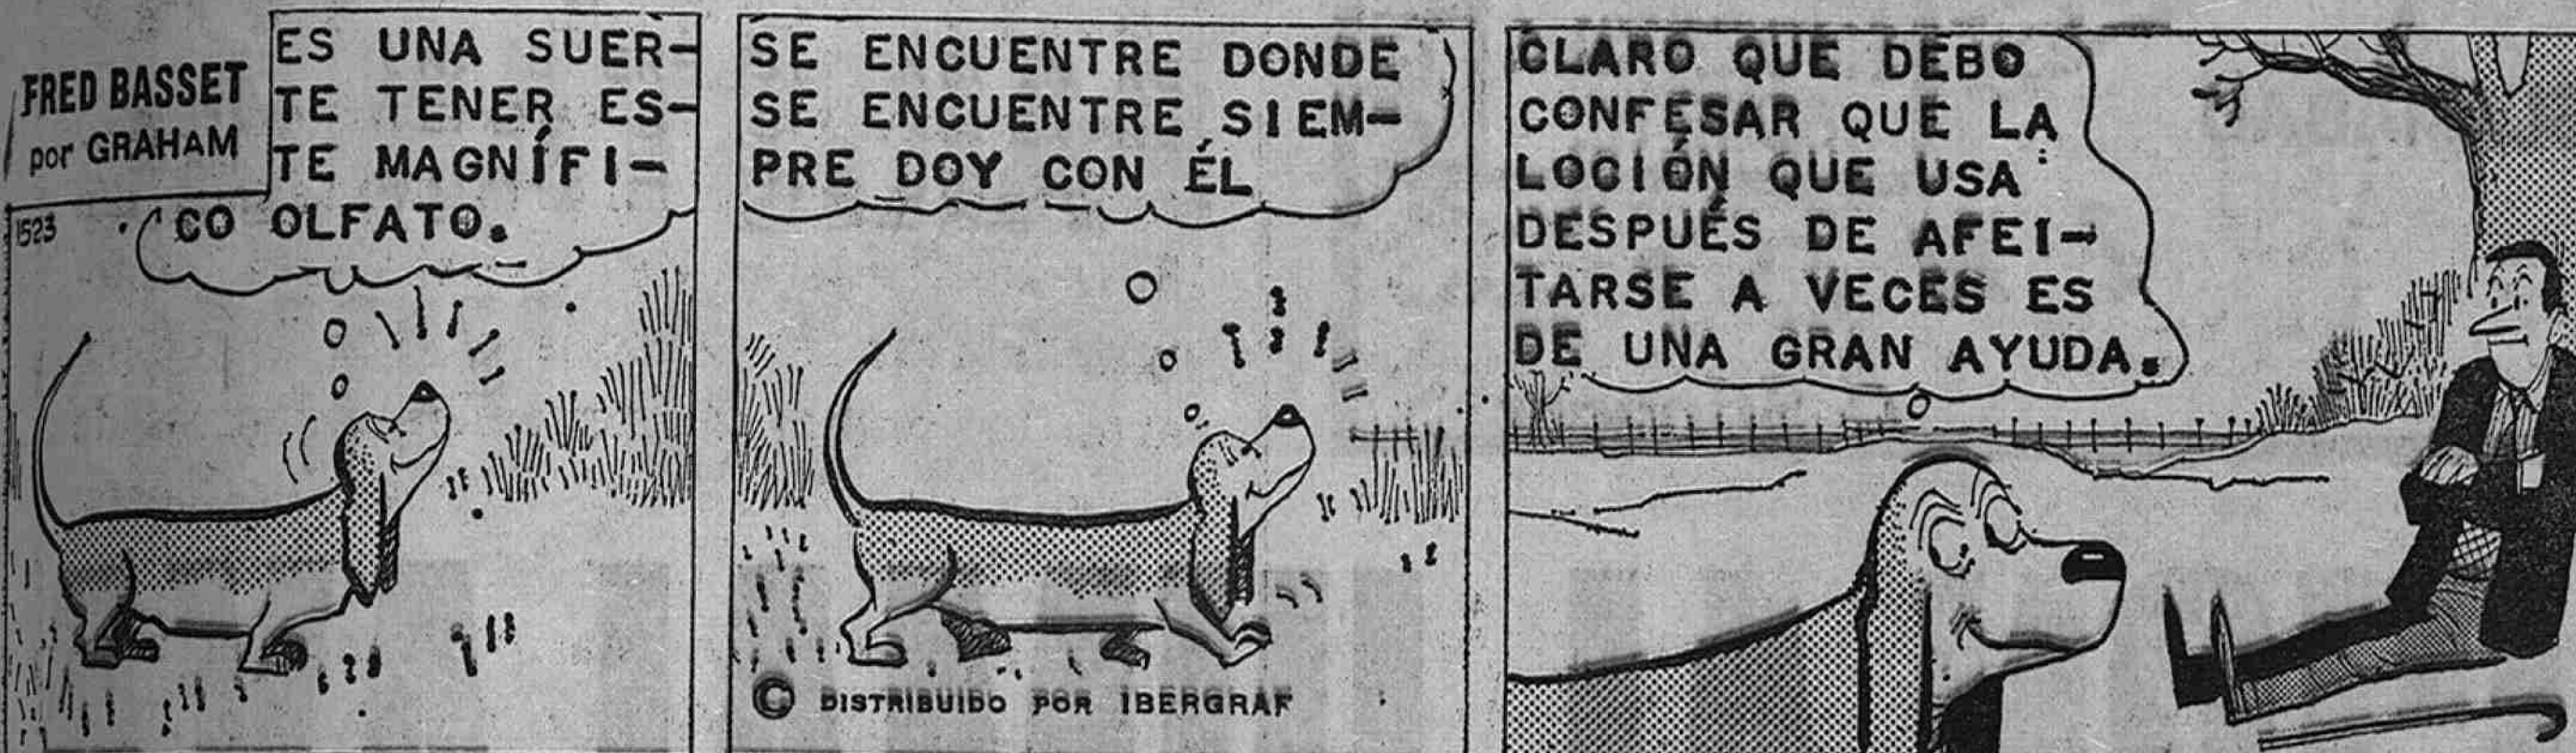 FRED BASSET
por GRAHAM
1523
ES UNA SUER-
TE TENER ES-
TE MAGNÍFI-
CO OLFATO.
SE ENCUENTRE DONDE
SE ENCUENTRE SIEM-
PRE DOY CON ÉL
© DISTRIBUIDO POR IBERGRAF
CLARO QUE DEBO
CONFESAR QUE LA
LOCIÓN QUE USA
DESPUÉS DE AFEI-
TARSE A VECES ES
DE UNA GRAN AYUDA.